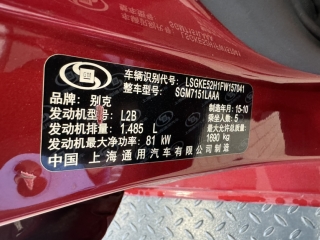 车辆识别代号: LSGKE52H1FW157041
整车型号: SGM7151LAAA
品牌: 别克
制造年月: 15-10
发动机型号: L2B
乘坐人数: 5
发动机排量: 1.485 L
最大允许总质量:
发动机最大净功率: 81 kW
1690 kg
中国 上海通用汽车有限公司 制造